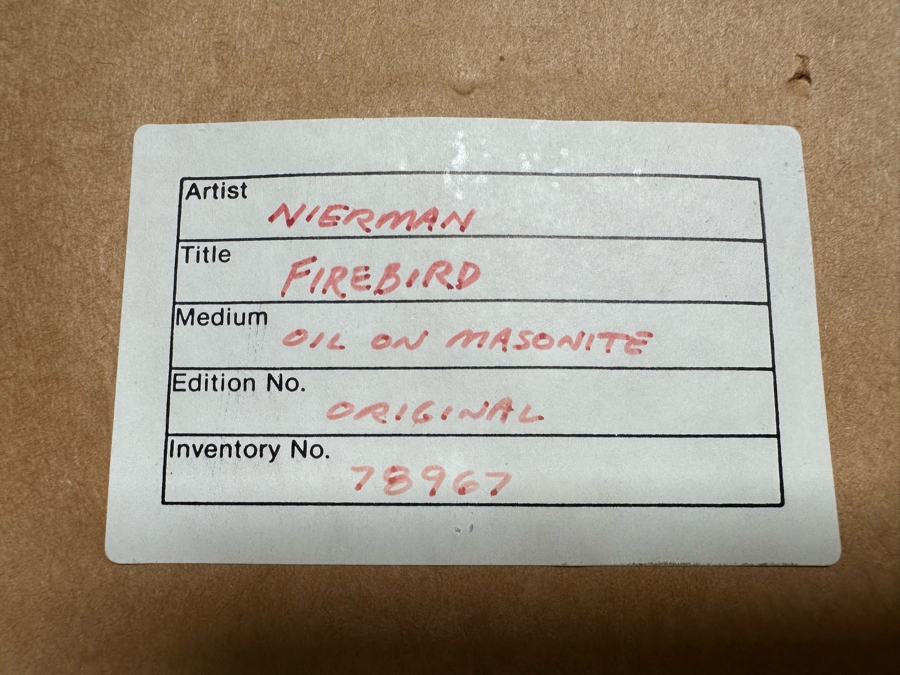 Artist
NIERMAN
Title
FIREBIRD
Medium
OIL ON MASONITE
Edition No.
ORIGINAL
Inventory No.
78967